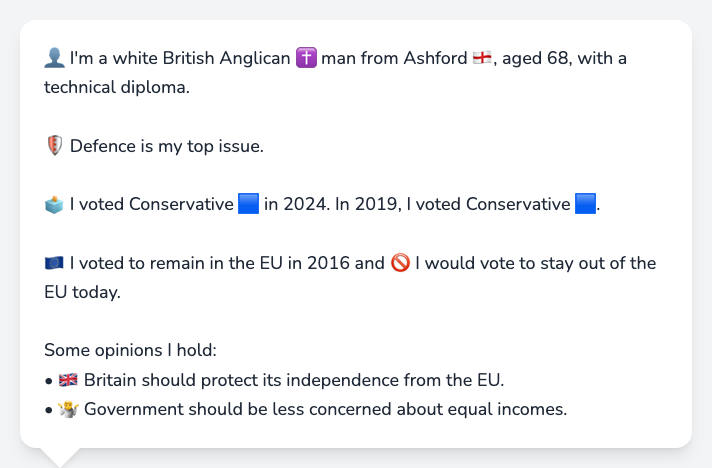 👤 I'm a white British Anglican ✝️ man from Ashford 🏴󠁧󠁢󠁥󠁮󠁧󠁿, aged 68, with a
technical diploma.
🛡️ Defence is my top issue.
🗳️ I voted Conservative 🟦 in 2024. In 2019, I voted Conservative 🟦.
🇪🇺 I voted to remain in the EU in 2016 and 🚫 I would vote to stay out of the
EU today.
Some opinions I hold:
• 🇬🇧 Britain should protect its independence from the EU.
• 🤷 Government should be less concerned about equal incomes.